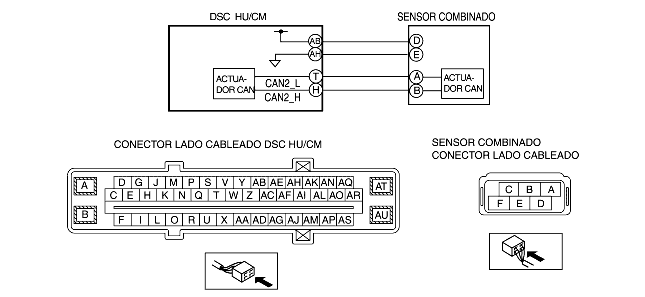 DSC HU/CM
SENSOR COMBINADO
AB D
AH E
ACTUA-
DOR CAN
T A
CAN2_L
H B
CAN2_H
ACTUA-
DOR CAN
CONECTOR LADO CABLEADO DSC HU/CM
SENSOR COMBINADO
CONECTOR LADO CABLEADO
A D G J M P S V Y AB AE AH AK AN AQ AT
C E H K N Q T W Z AC AF AI AL AO AR
B F I L O R U X AA AD AG AJ AM AP AS AU
C B A
F E D